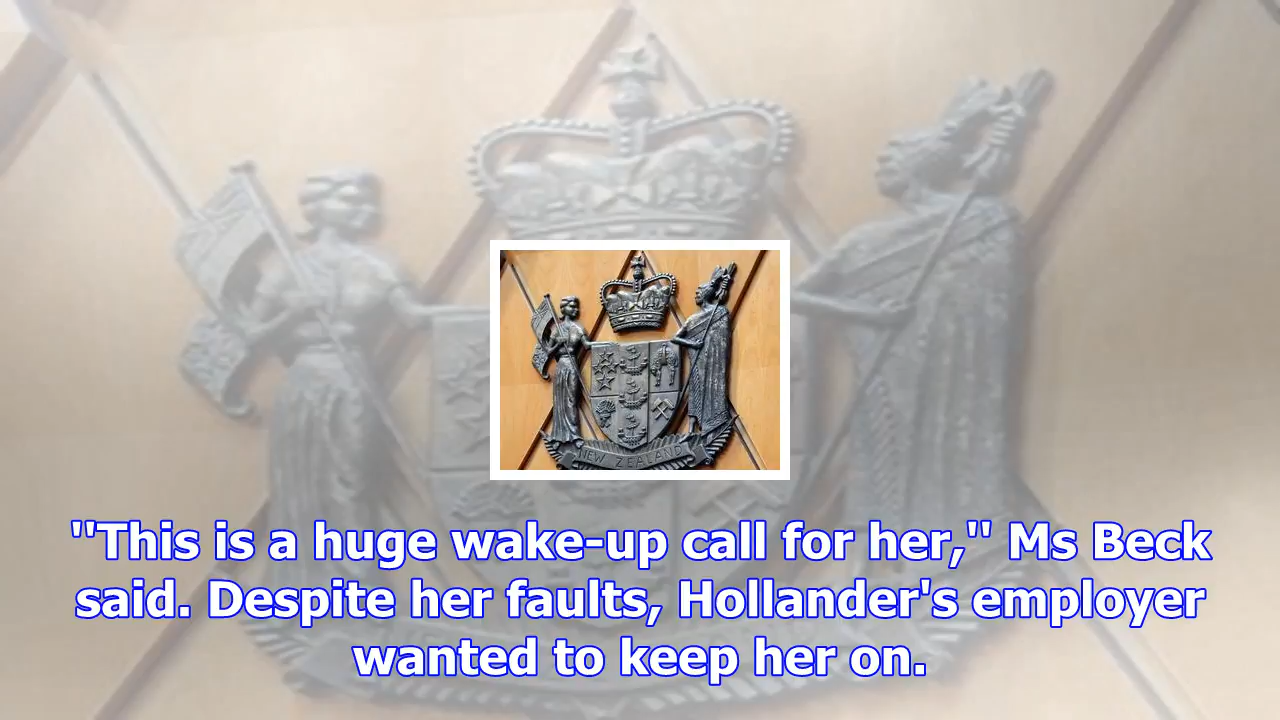 NEW ZEALAND
''This is a huge wake-up call for her,'' Ms Beck
said. Despite her faults, Hollander's employer
wanted to keep her on.